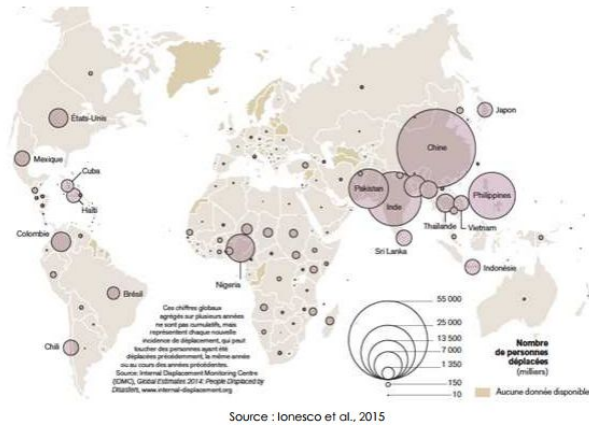 États-Unis
Mexique
Cuba
Haïti
Colombie
Brésil
Chili
Nigeria
Pakistan
Inde
Chine
Japon
Philippines
Thaïlande
Vietnam
Sri Lanka
Indonésie
Ces chiffres globaux
agrégés sur plusieurs années
ne sont pas cumulatifs, mais
représentent chaque nouvelle
incidence de déplacement, qui peut
toucher des personnes ayant été
déplacées précédemment, la même année
ou au cours des années précédentes.
Source: Internal Displacement Monitoring Centre
(IDMC), Global Estimates 2014: People Displaced by
Disasters, www.internal-displacement.org.
55 000
25 000
13 500
7 000
1 350
150
10
Nombre
de personnes
déplacées
(milliers)
Aucune donnée disponible
Source : Ionesco et al., 2015